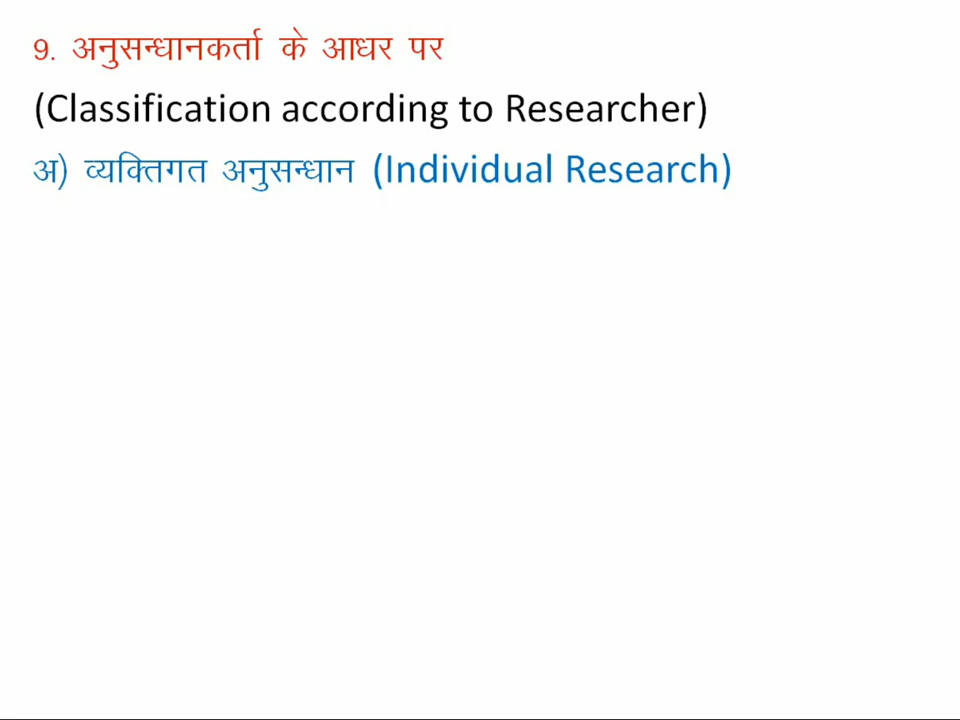 9. अनुसन्धानकर्ता के आधर पर
(Classification according to Researcher)
अ) व्यक्तिगत अनुसन्धान (Individual Research)